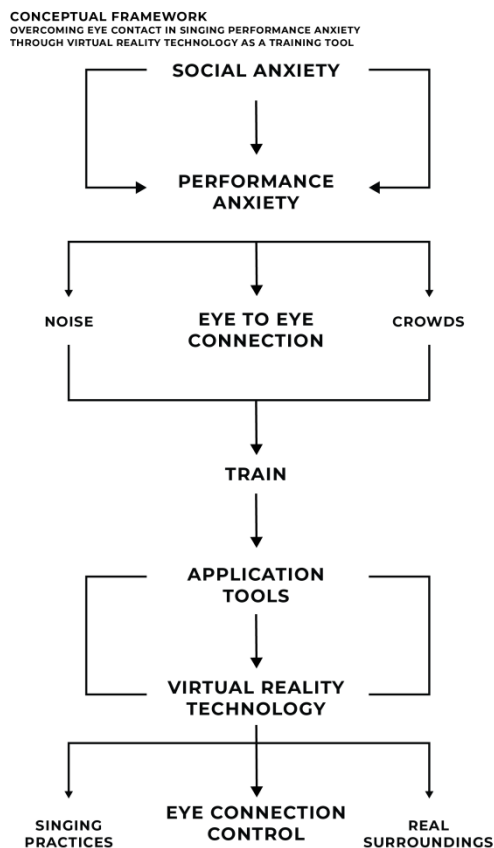 CONCEPTUAL FRAMEWORK
OVERCOMING EYE CONTACT IN SINGING PERFORMANCE ANXIETY
THROUGH VIRTUAL REALITY TECHNOLOGY AS A TRAINING TOOL
SOCIAL ANXIETY
PERFORMANCE
ANXIETY
NOISE
EYE TO EYE
CONNECTION
CROWDS
TRAIN
APPLICATION
TOOLS
VIRTUAL REALITY
TECHNOLOGY
SINGING
PRACTICES
EYE CONNECTION
CONTROL
REAL
SURROUNDINGS